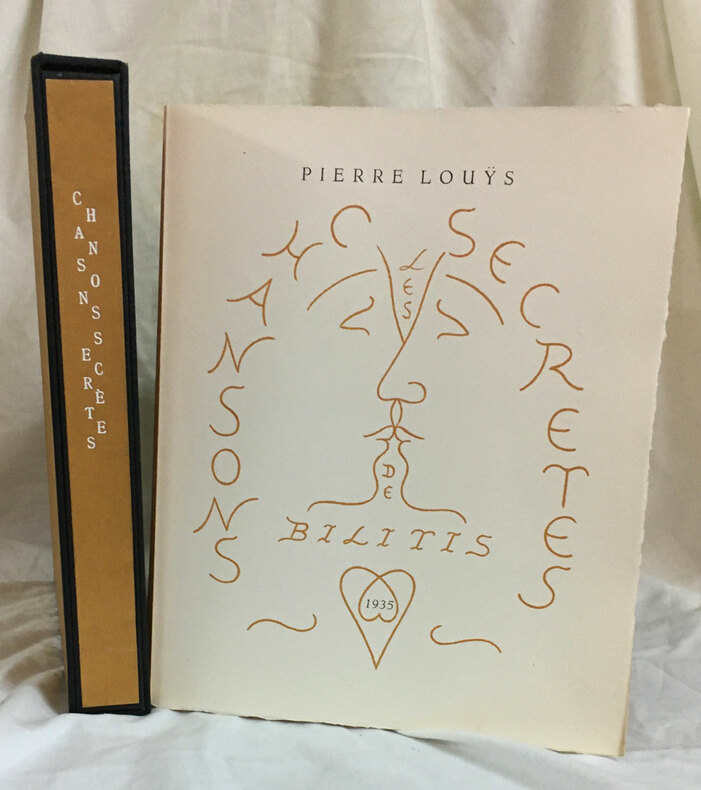 CHANSONS SECRÈTES
PIERRE LOUŸS
LES
CHANSONS
SECRETES
DE
BILITIS
1935